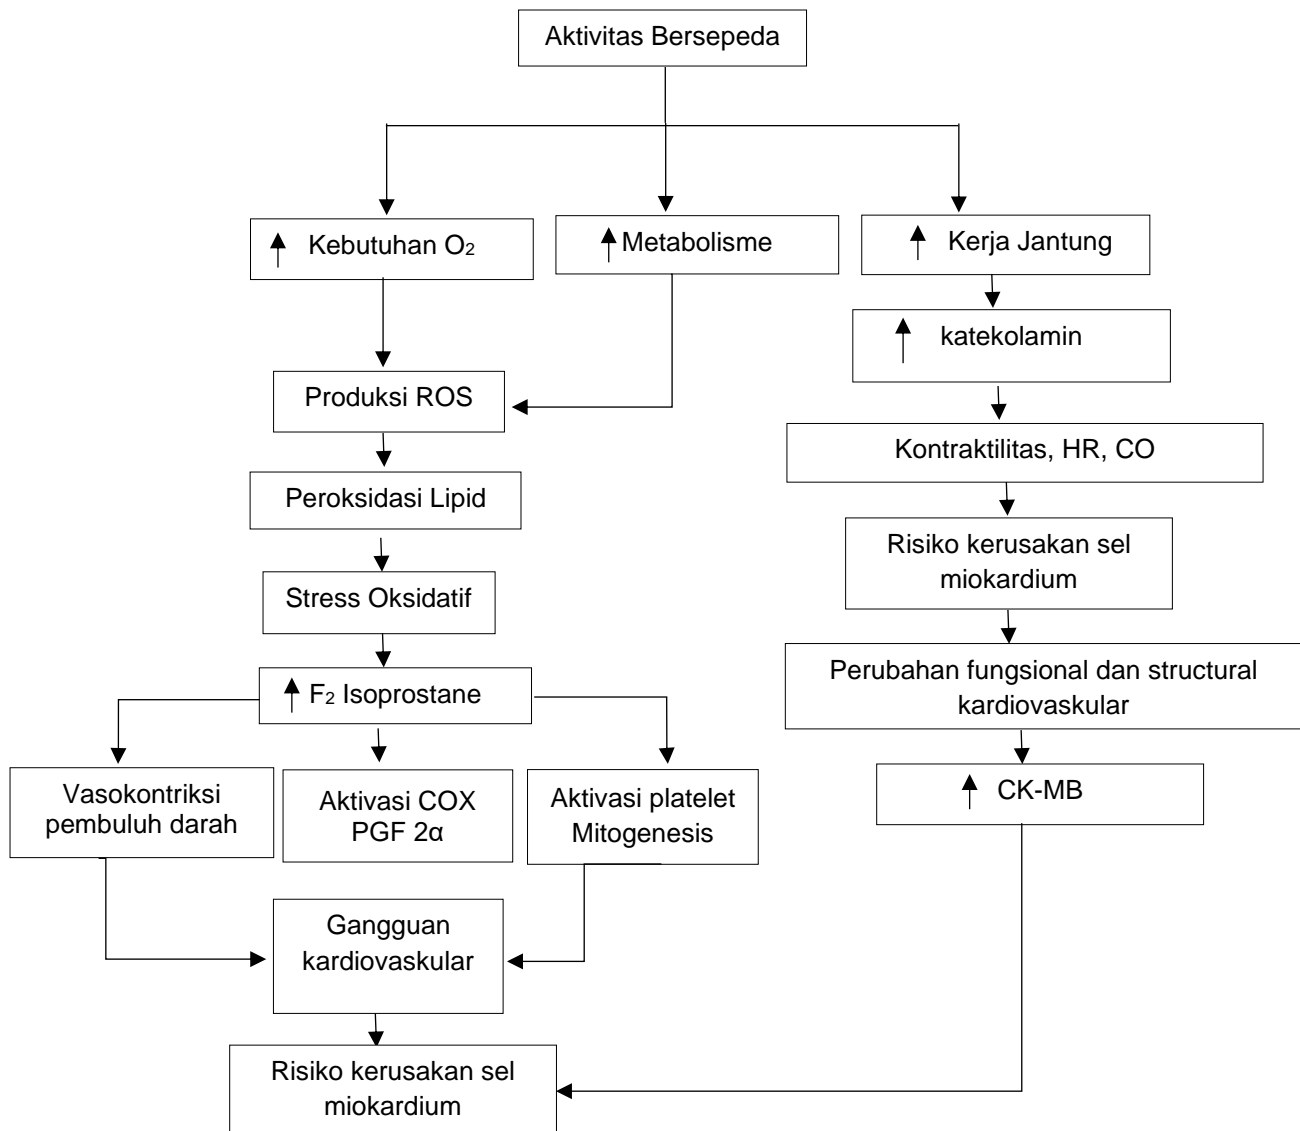 Aktivitas Bersepeda
Kebutuhan O₂
Metabolisme
Kerja Jantung
katekolamin
Produksi ROS
Kontraktilitas, HR, CO
Peroksidasi Lipid
Risiko kerusakan sel
miokardium
Stress Oksidatif
Perubahan fungsional dan structural
kardiovaskular
F₂ Isoprostane
Vasokontriksi
pembuluh darah
Aktivasi COX
PGF 2α
Aktivasi platelet
Mitogenesis
CK-MB
Gangguan
kardiovaskular
Risiko kerusakan sel
miokardium